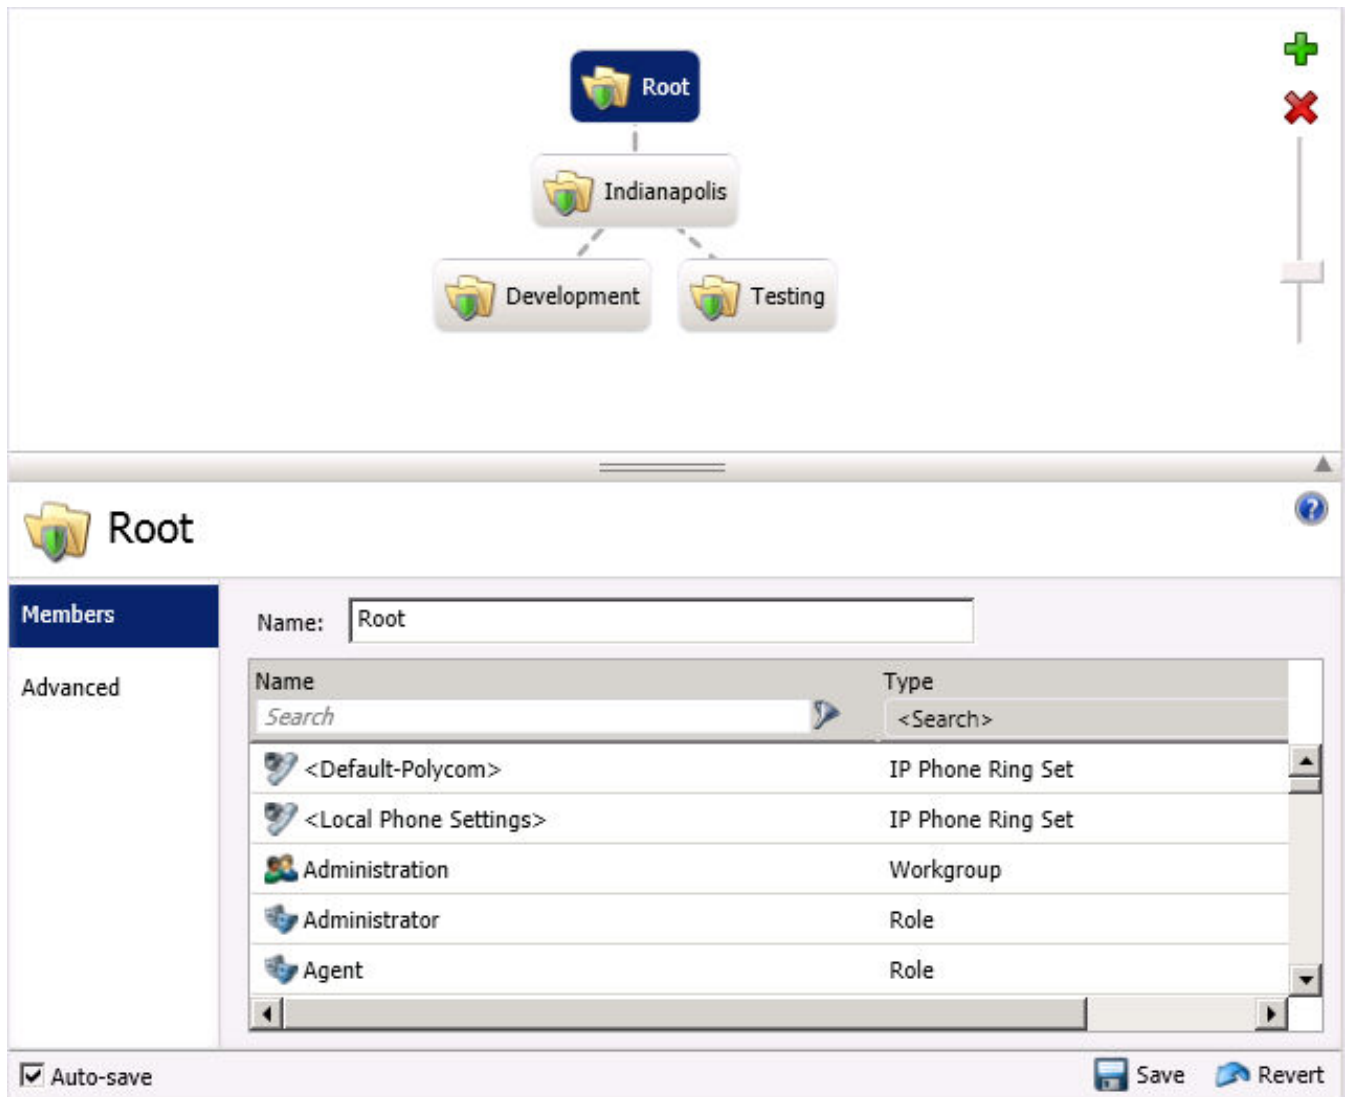 Root
Indianapolis
Development Testing
Root
Members
Advanced
Name: Root
Name Type
Search <Search>
<Default-Polycom> IP Phone Ring Set
<Local Phone Settings> IP Phone Ring Set
Administration Workgroup
Administrator Role
Agent Role
Auto-save Save Revert